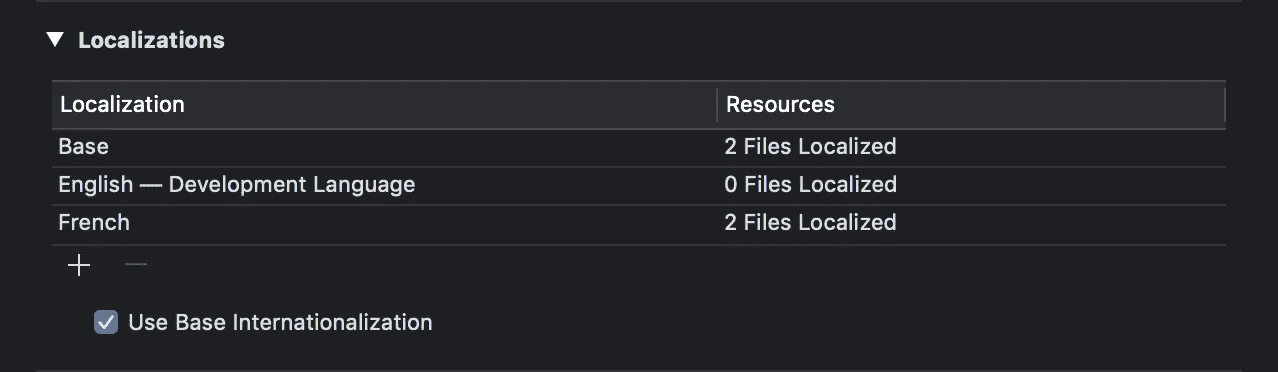 Localizations
Localization Resources
Base 2 Files Localized
English — Development Language 0 Files Localized
French 2 Files Localized
Use Base Internationalization